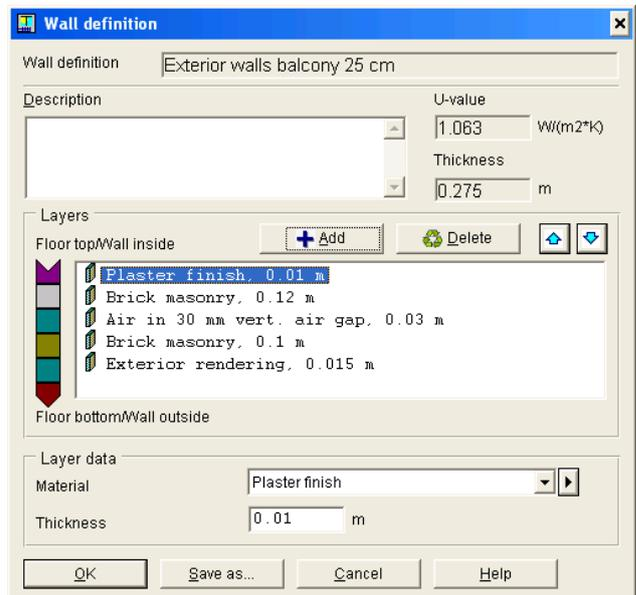 Wall definition
Wall definition Exterior walls balcony 25 cm
Description
U-value
1.063 W/(m2*K)
Thickness
0.275 m
Layers
Floor top/Wall inside
Add Delete
Plaster finish, 0.01 m
Brick masonry, 0.12 m
Air in 30 mm vert. air gap, 0.03 m
Brick masonry, 0.1 m
Exterior rendering, 0.015 m
Floor bottom/Wall outside
Layer data
Material Plaster finish
Thickness 0.01 m
OK Save as... Cancel Help